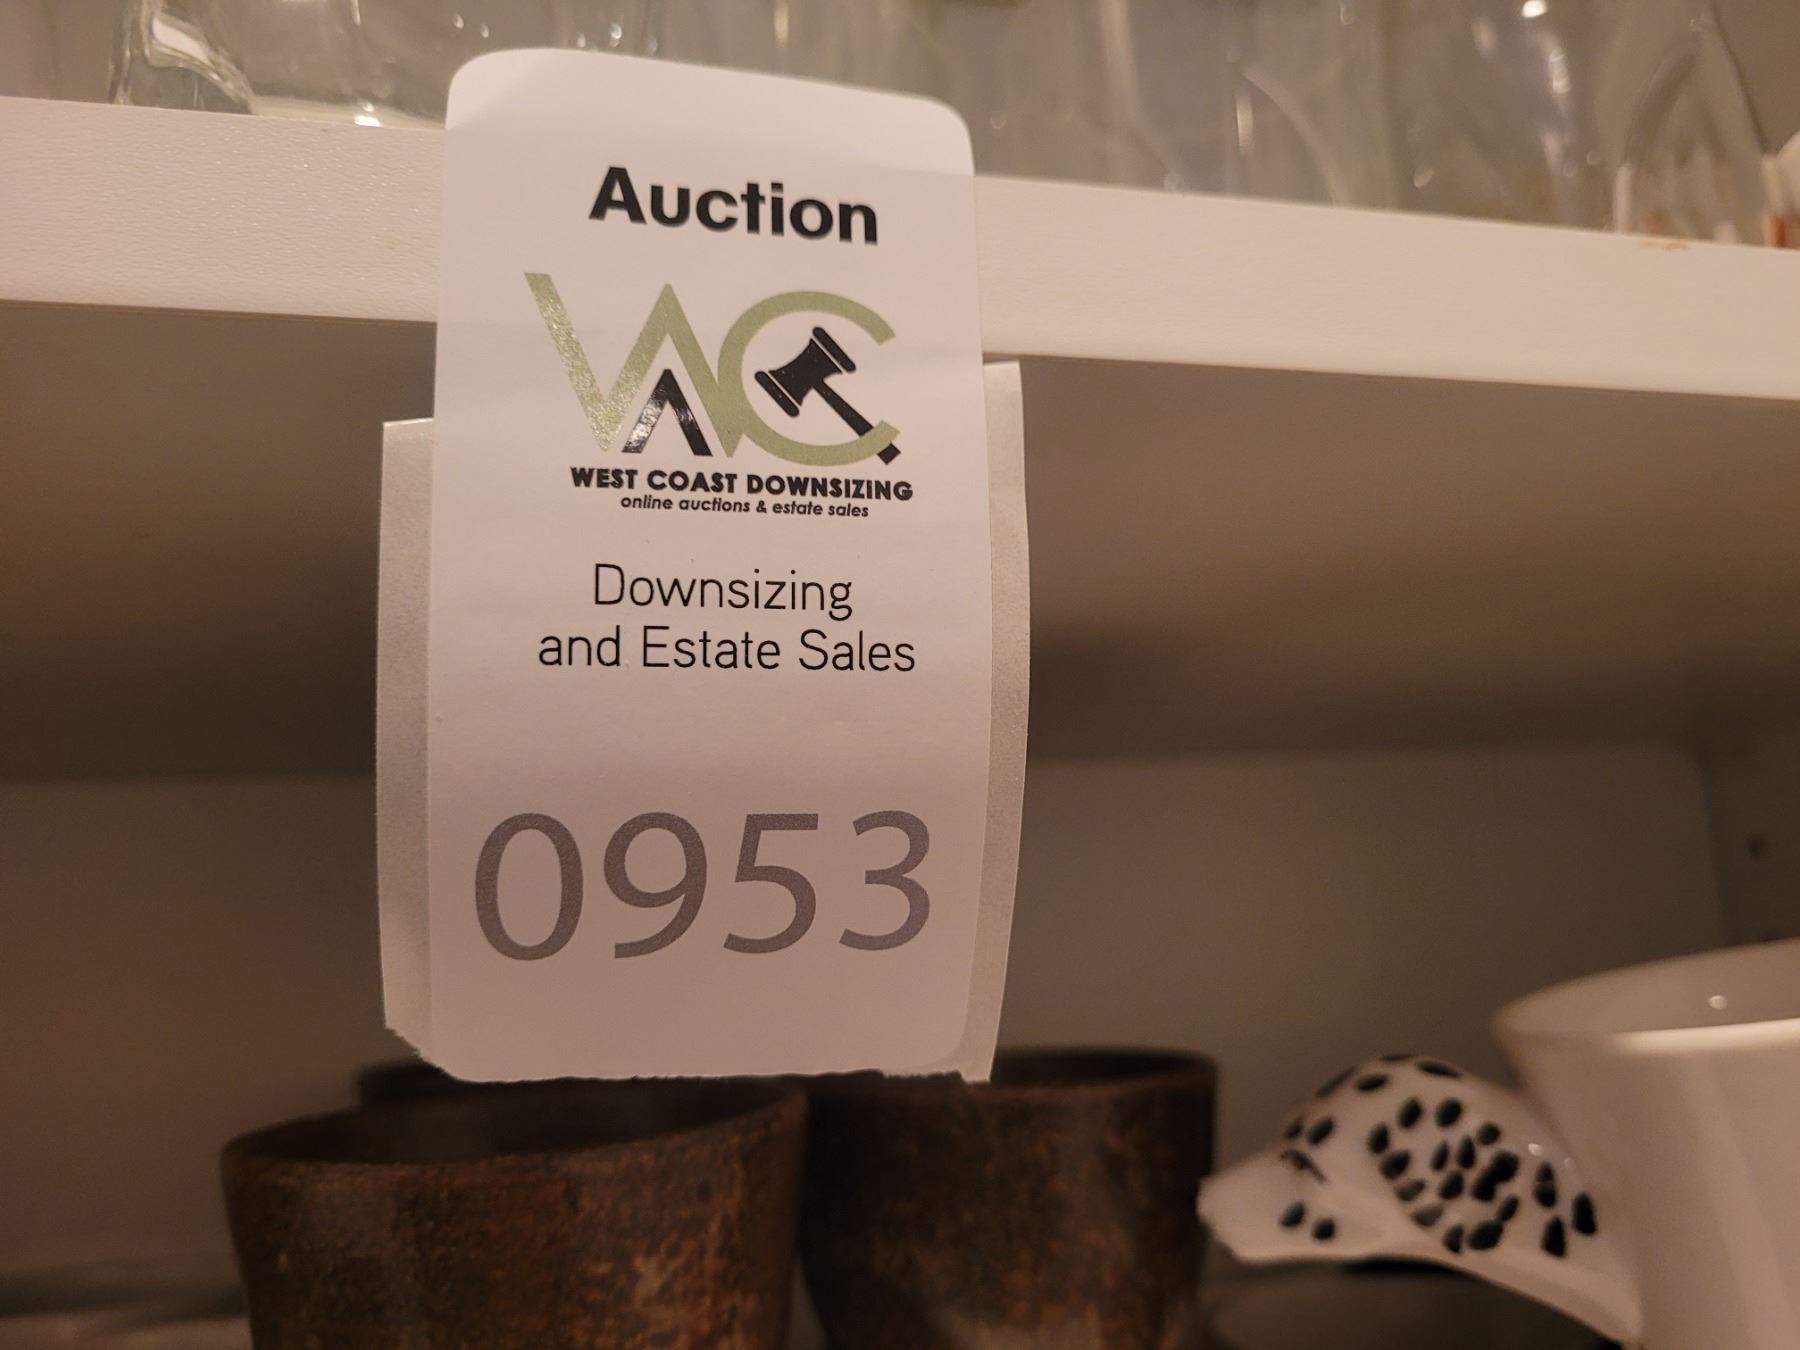 Auction
WC
WEST COAST DOWNSIZING
online auctions & estate sales
Downsizing
and Estate Sales
0953